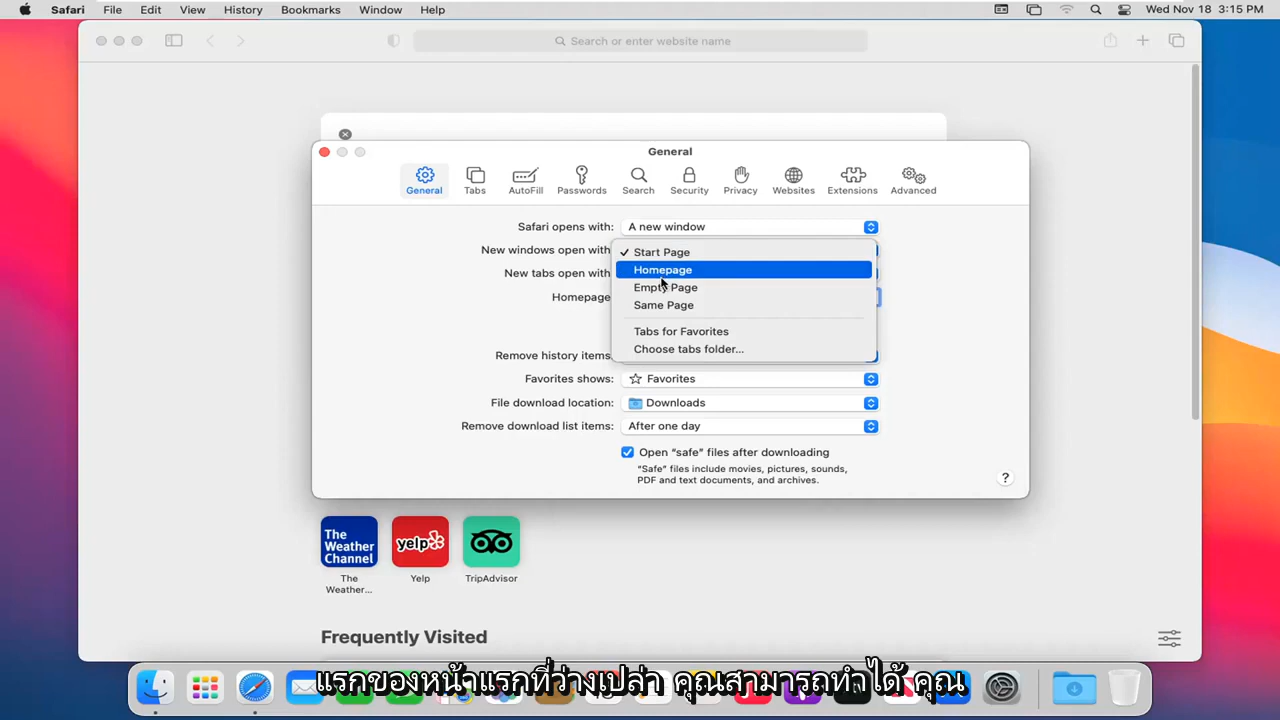 Safari File Edit View History Bookmarks Window Help Wed Nov 18 3:15 PM
Search or enter website name
General
General Tabs AutoFill Passwords Search Security Privacy Websites Extensions Advanced
Safari opens with: A new window
New windows open with
✓ Start Page
Homepage
New tabs open with
Empty Page
Homepage
Same Page
Tabs for Favorites
Choose tabs folder...
Remove history items:
Favorites shows: Favorites
File download location: Downloads
Remove download list items: After one day
Open “safe” files after downloading
“Safe” files include movies, pictures, sounds,
PDF and text documents, and archives.
?
The
Weather
Channel
yelp
The
Weather...
Yelp
TripAdvisor
Frequently Visited
แรกของหน้าแรกที่ว่างเปล่า คุณสามารถทำได้ คุณ